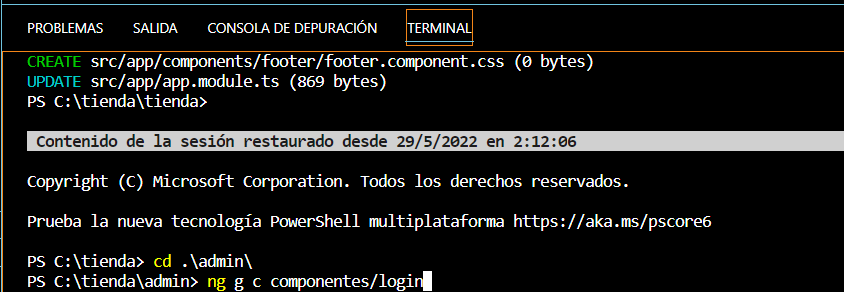 PROBLEMAS SALIDA CONSOLA DE DEPURACIÓN TERMINAL
CREATE src/app/components/footer/footer.component.css (0 bytes)
UPDATE src/app/app.module.ts (869 bytes)
PS C:\tienda\tienda>
Contenido de la sesión restaurado desde 29/5/2022 en 2:12:06
Copyright (C) Microsoft Corporation. Todos los derechos reservados.
Prueba la nueva tecnología PowerShell multiplataforma https://aka.ms/pscore6
PS C:\tienda> cd .\admin\
PS C:\tienda\admin> ng g c componentes/login